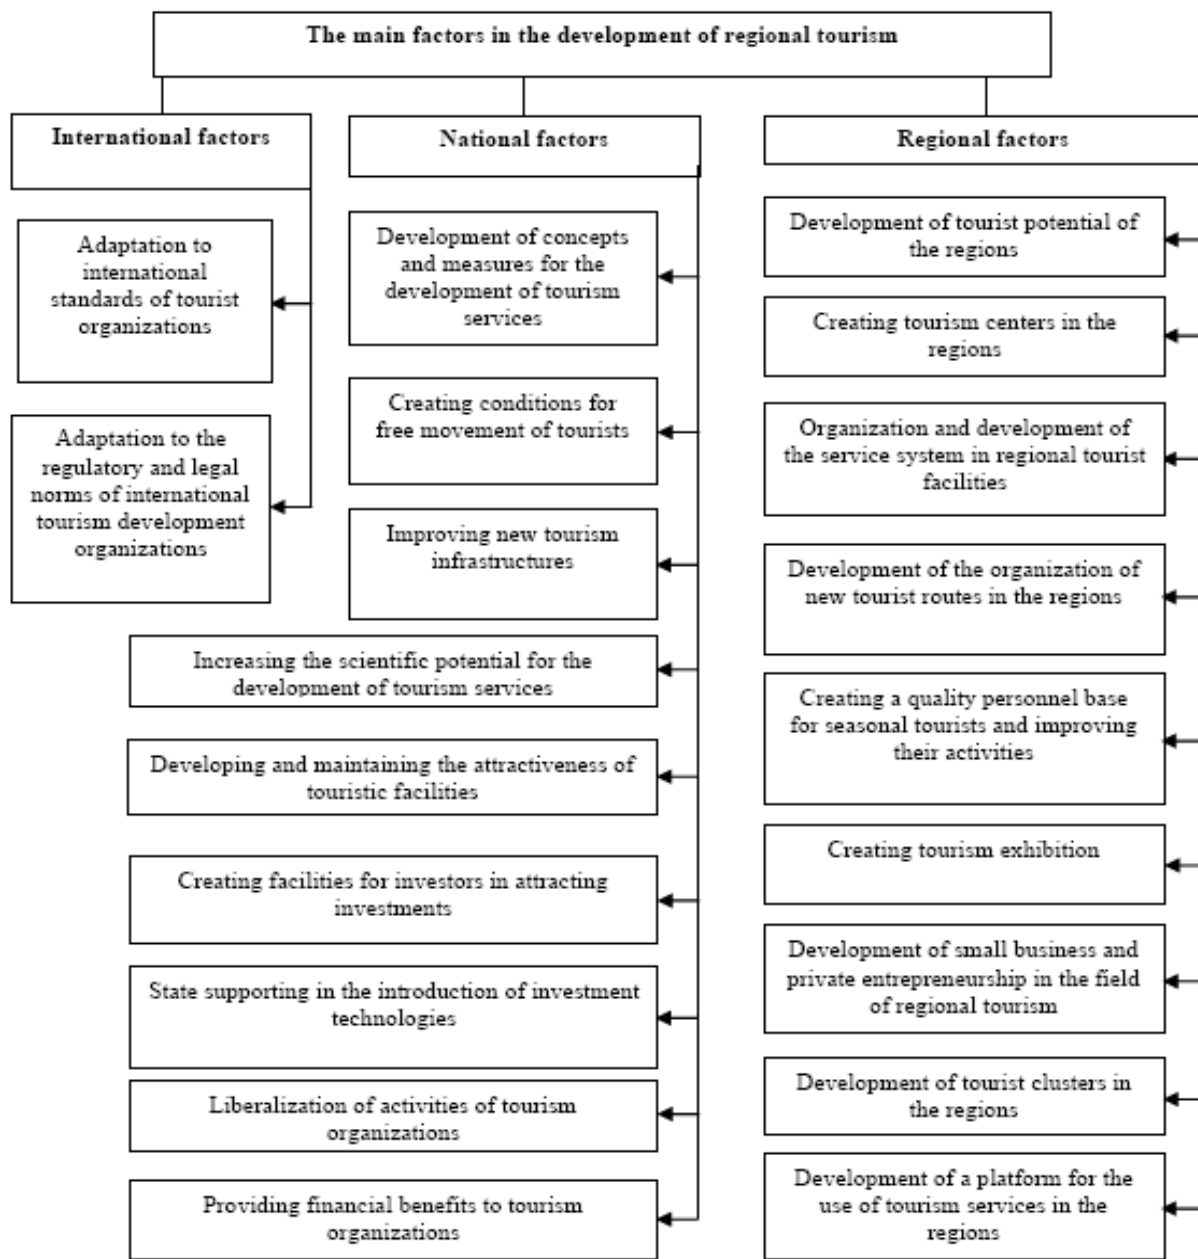 The main factors in the development of regional tourism
International factors
National factors
Regional factors
Adaptation to
international
standards of tourist
organizations
Adaptation to the
regulatory and legal
norms of international
tourism development
organizations
Development of concepts
and measures for the
development of tourism
services
Creating conditions for
free movement of tourists
Improving new tourism
infrastructures
Increasing the scientific potential for the
development of tourism services
Developing and maintaining the attractiveness of
touristic facilities
Creating facilities for investors in attracting
investments
State supporting in the introduction of investment
technologies
Liberalization of activities of tourism
organizations
Providing financial benefits to tourism
organizations
Development of tourist potential of
the regions
Creating tourism centers in the
regions
Organization and development of
the service system in regional tourist
facilities
Development of the organization of
new tourist routes in the regions
Creating a quality personnel base
for seasonal tourists and improving
their activities
Creating tourism exhibition
Development of small business and
private entrepreneurship in the field
of regional tourism
Development of tourist clusters in
the regions
Development of a platform for the
use of tourism services in the
regions